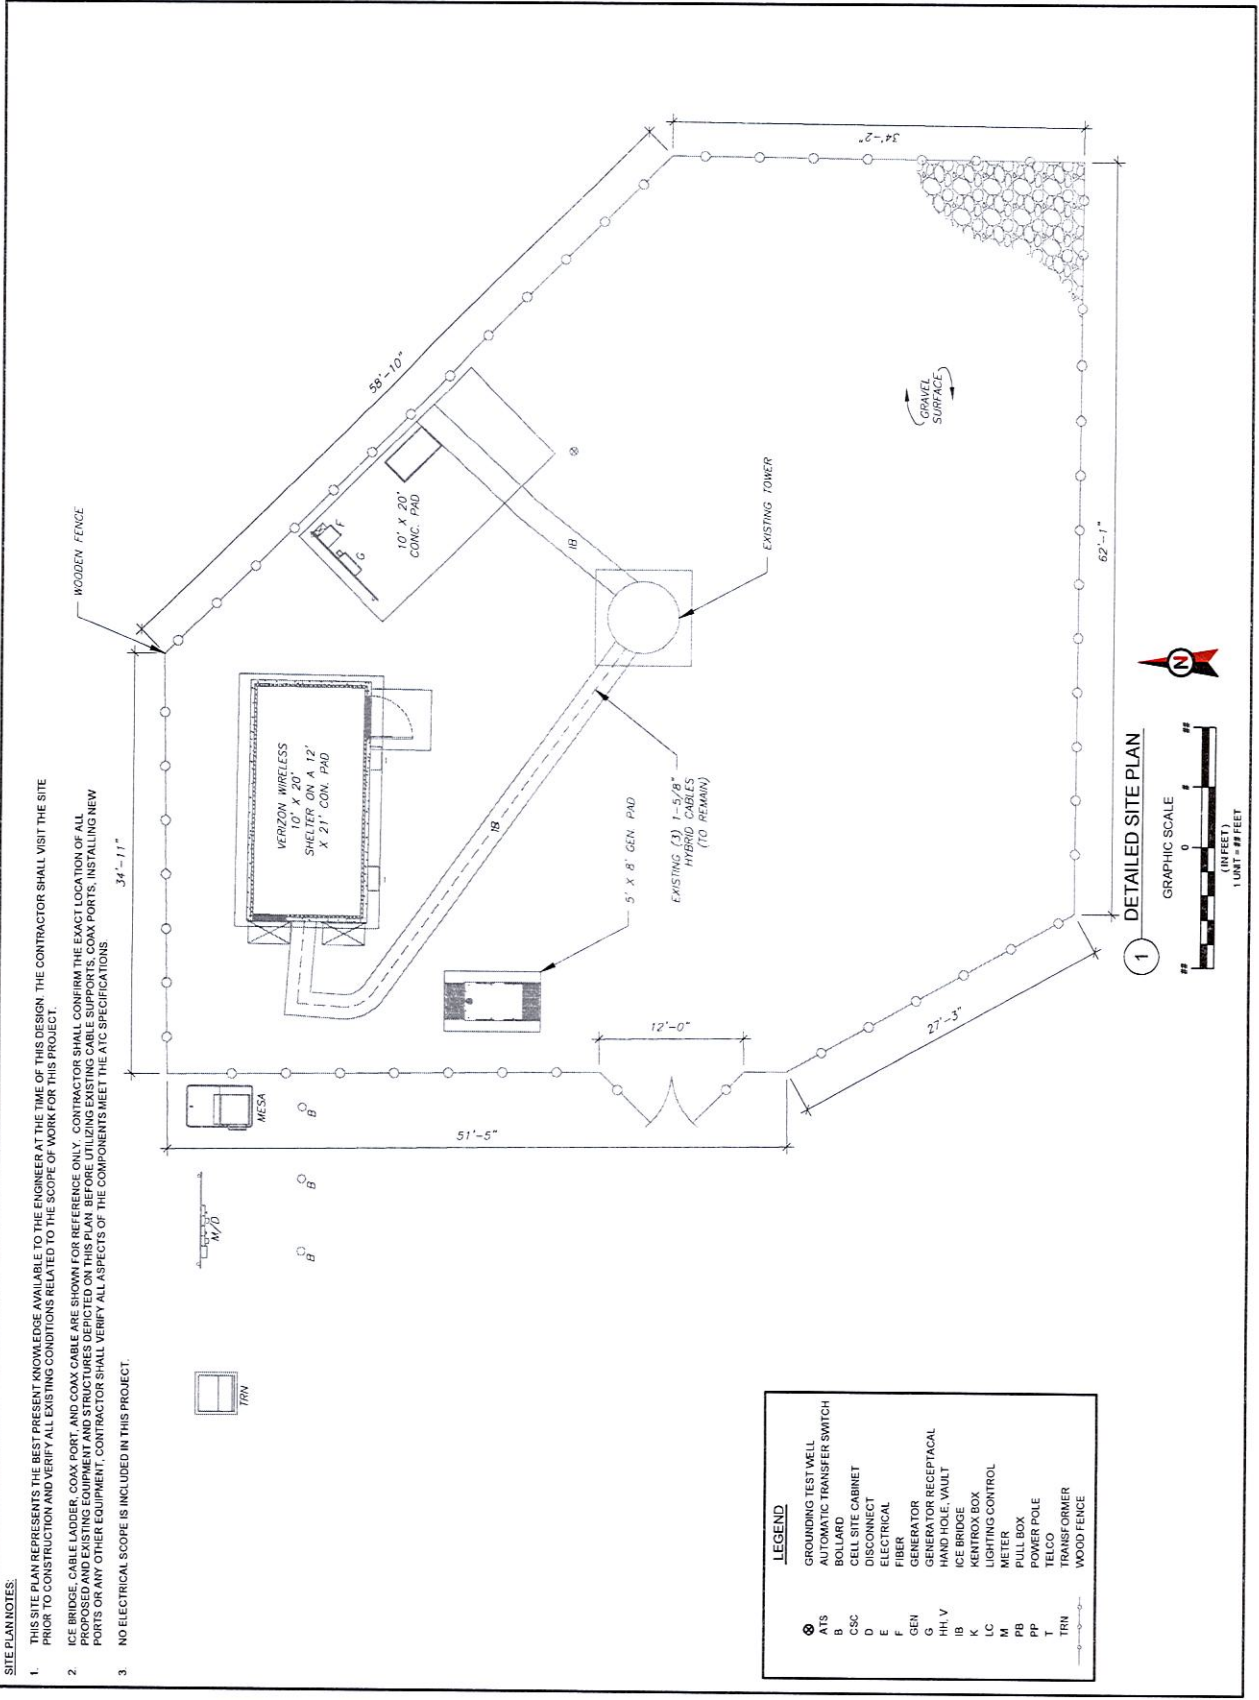 SITE PLAN NOTES:
1. THIS SITE PLAN REPRESENTS THE BEST PRESENT KNOWLEDGE AVAILABLE TO THE ENGINEER AT THE TIME OF THIS DESIGN. THE CONTRACTOR SHALL VISIT THE SITE
PRIOR TO CONSTRUCTION AND VERIFY ALL EXISTING CONDITIONS RELATED TO THE SCOPE OF WORK FOR THIS PROJECT.
2. ICE BRIDGE, CABLE LADDER, COAX PORT, AND COAX CABLE ARE SHOWN FOR REFERENCE ONLY. CONTRACTOR SHALL CONFIRM THE EXACT LOCATION OF ALL
PROPOSED AND EXISTING EQUIPMENT AND STRUCTURES DEPICTED ON THIS PLAN. BEFORE UTILIZING EXISTING CABLE SUPPORTS, COAX PORTS, INSTALLING NEW
PORTS OR ANY OTHER EQUIPMENT, CONTRACTOR SHALL VERIFY ALL ASPECTS OF THE COMPONENTS MEET THE ATC SPECIFICATIONS.
3. NO ELECTRICAL SCOPE IS INCLUDED IN THIS PROJECT.
WOODEN FENCE
34'-11"
58'-10"
34'-2"
VERIZON WIRELESS
10' X 20'
SHELTER ON A 12'
X 21' CON. PAD
10' X 20'
CONC. PAD
F
G
IB
IB
MESA
B
B
B
M/D
TRN
51'-5"
12'-0"
5' X 8' GEN. PAD
EXISTING (3) 1-5/8"
HYBRID CABLES
(TO REMAIN)
EXISTING TOWER
GRAVEL
SURFACE
27'-3"
62'-1"
LEGEND
⊗ GROUNDING TEST WELL
ATS AUTOMATIC TRANSFER SWITCH
B BOLLARD
CSC CELL SITE CABINET
D DISCONNECT
E ELECTRICAL
F FIBER
GEN GENERATOR
G GENERATOR RECEPTACAL
HH, V HAND HOLE, VAULT
IB ICE BRIDGE
K KENTROX BOX
LC LIGHTING CONTROL
M METER
PB PULL BOX
PP POWER POLE
T TELCO
TRN TRANSFORMER
WOOD FENCE
1 DETAILED SITE PLAN
N
GRAPHIC SCALE
## 0 # ##
(IN FEET)
1 UNIT = ## FEET